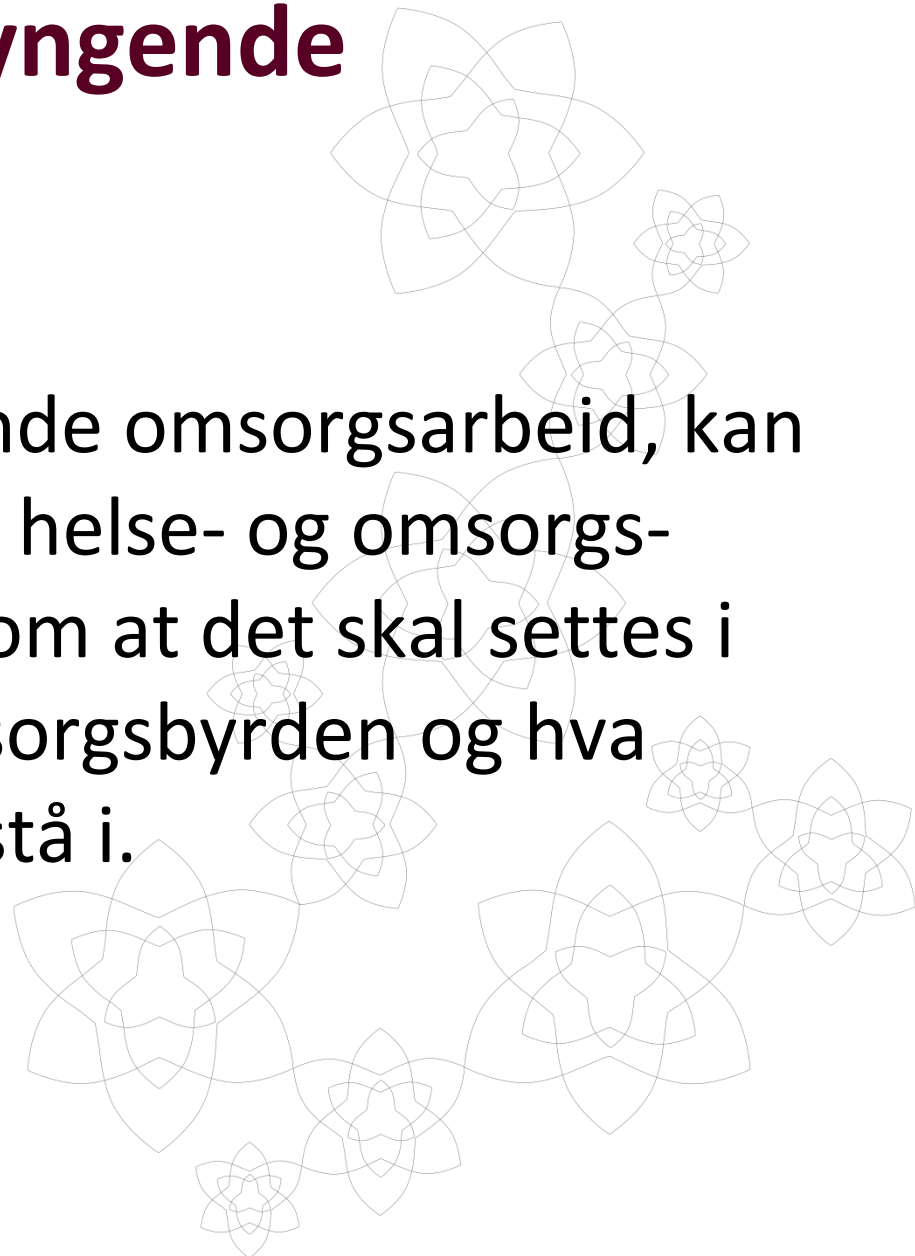 yngende
nde omsorgsarbeid, kan
helse- og omsorgs-
om at det skal settes i
sorgsbyrden og hva
stå i.